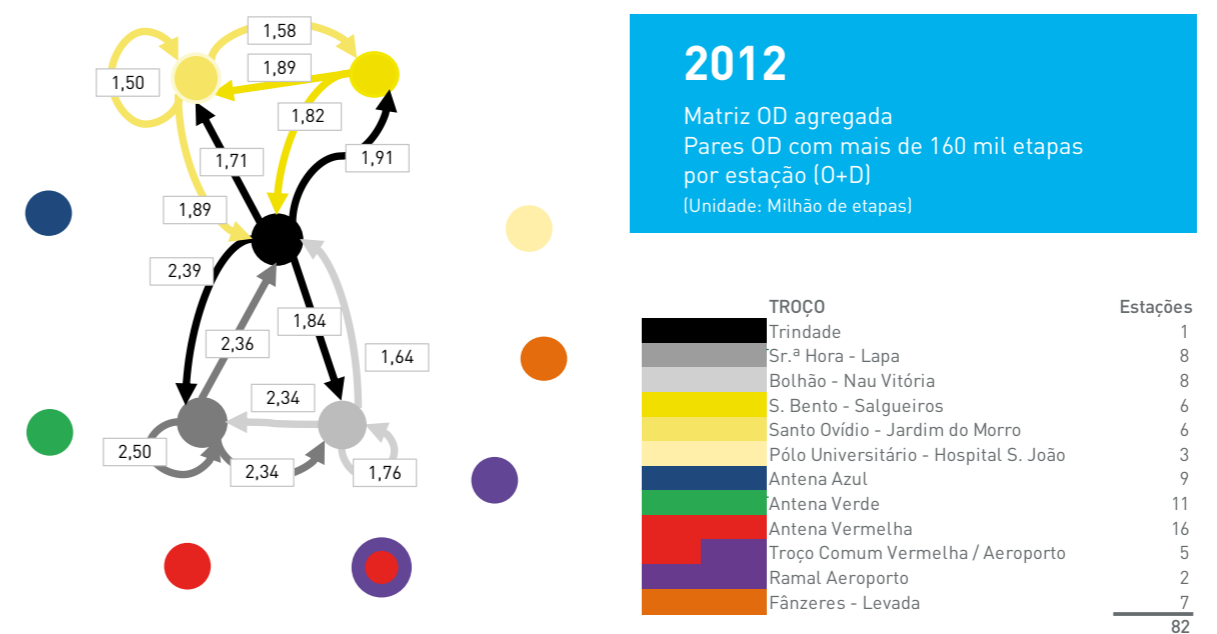 1,58
1,89
1,50
1,82
1,71
1,91
1,89
2,39
1,84
2,36
1,64
2,34
2,50
2,34
1,76
2012
Matriz OD agregada
Pares OD com mais de 160 mil etapas
por estação (O+D)
(Unidade: Milhão de etapas)
TROÇO Estações
Trindade 1
Sr.ª Hora - Lapa 8
Bolhão - Nau Vitória 8
S. Bento - Salgueiros 6
Santo Ovídio - Jardim do Morro 6
Pólo Universitário - Hospital S. João 3
Antena Azul 9
Antena Verde 11
Antena Vermelha 16
Troço Comum Vermelha / Aeroporto 5
Ramal Aeroporto 2
Fânzeres - Levada 7
82